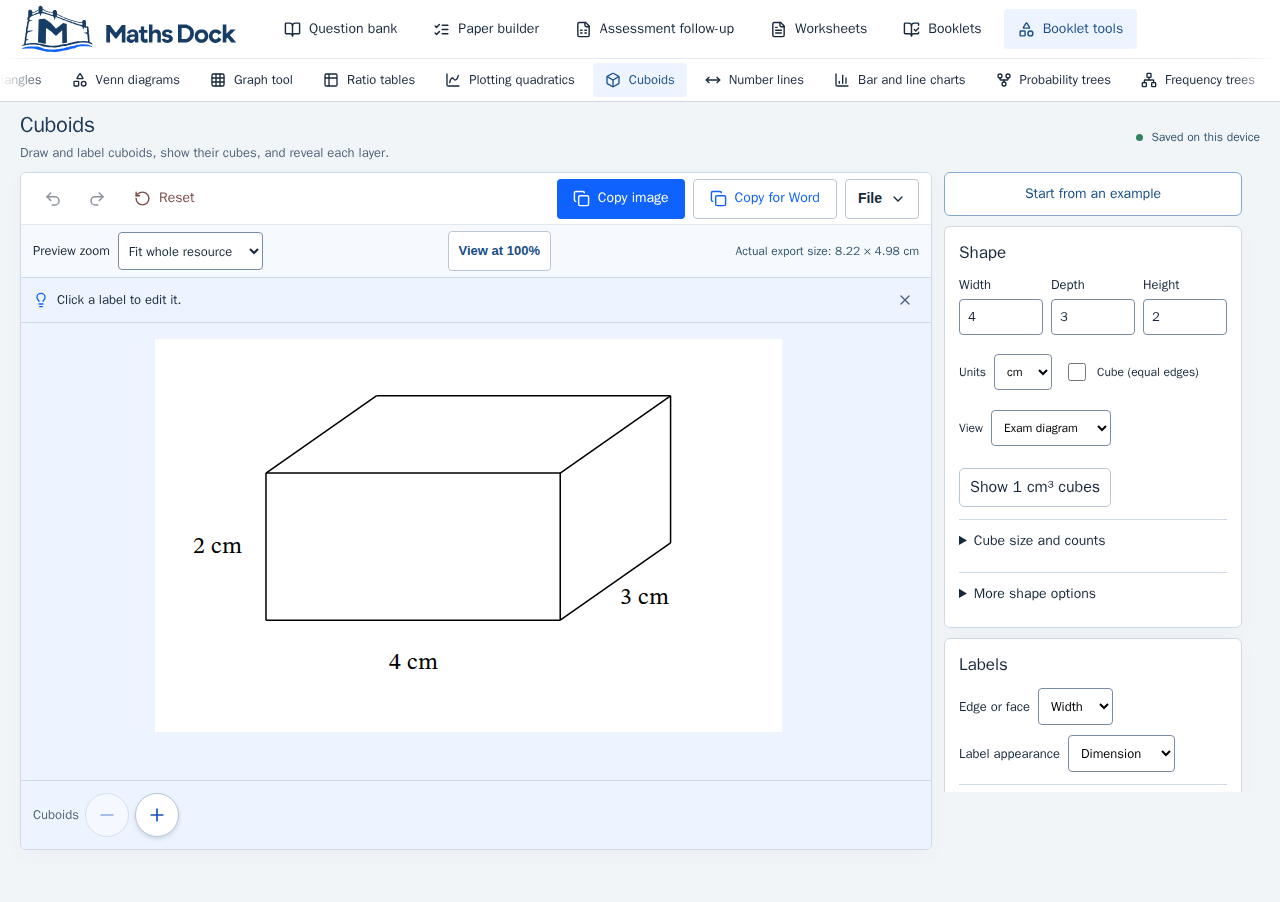 Maths Dock
Question bank
Paper builder
Assessment follow-up
Worksheets
Booklets
Booklet tools
angles
Venn diagrams
Graph tool
Ratio tables
Plotting quadratics
Cuboids
Number lines
Bar and line charts
Probability trees
Frequency trees
Cuboids
Draw and label cuboids, show their cubes, and reveal each layer.
Saved on this device
Reset
Copy image
Copy for Word
File
Preview zoom
Fit whole resource
View at 100%
Actual export size: 8.22 × 4.98 cm
Click a label to edit it.
2 cm
3 cm
4 cm
Cuboids
Start from an example
Shape
Width
Depth
Height
4
3
2
Units
cm
Cube (equal edges)
View
Exam diagram
Show 1 cm³ cubes
Cube size and counts
More shape options
Labels
Edge or face
Width
Label appearance
Dimension